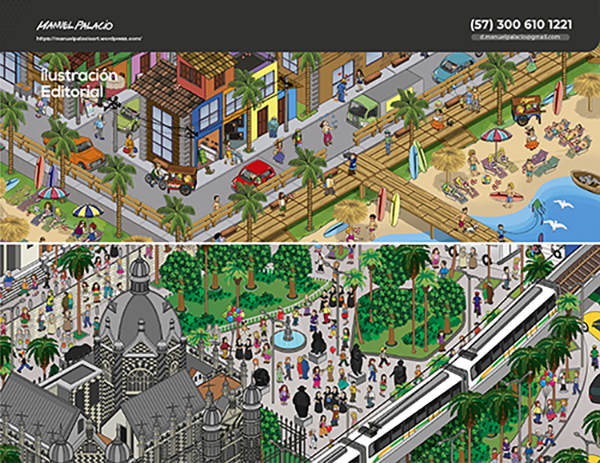 MANUEL PALACIO
https://manuelpalacioart.wordpress.com/
(57) 300 610 1221
d.manuelpalacio@gmail.com
ilustración
Editorial